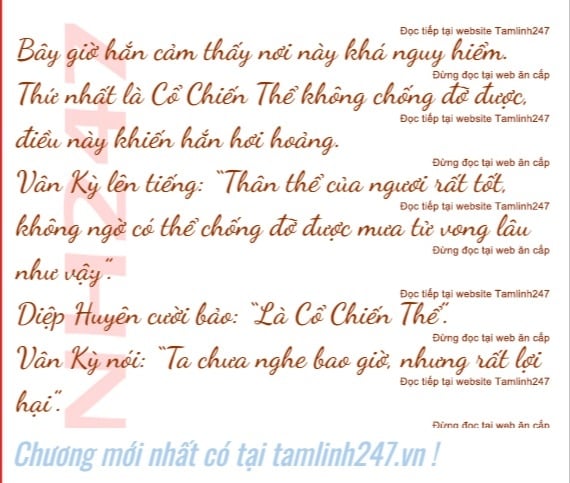 Đọc tiếp tại website Tamlinh247
Bây giờ hắn cảm thấy nơi này khá nguy hiểm.
Đừng đọc tại web ăn cắp
Thứ nhất là Cổ Chiến Thể không chống đỡ được,
Đọc tiếp tại website Tamlinh247
điều này khiến hắn hơi hoảng.
Đừng đọc tại web ăn cắp
Vân Kỳ lên tiếng: “Thân thể của ngươi rất tốt,
Đọc tiếp tại website Tamlinh247
không ngờ có thể chống đỡ được mưa tử vong lâu
Đừng đọc tại web ăn cắp
như vậy”.
Đọc tiếp tại website Tamlinh247
Diệp Huyên cười bảo: “Là Cổ Chiến Thể”.
Đừng đọc tại web ăn cắp
Vân Kỳ nói: “Ta chưa nghe bao giờ, nhưng rất lợi
Đọc tiếp tại website Tamlinh247
hại”.
Đừng đọc tại web ăn cắp
Chương mới nhất có tại tamlinh247.vn !
NH247